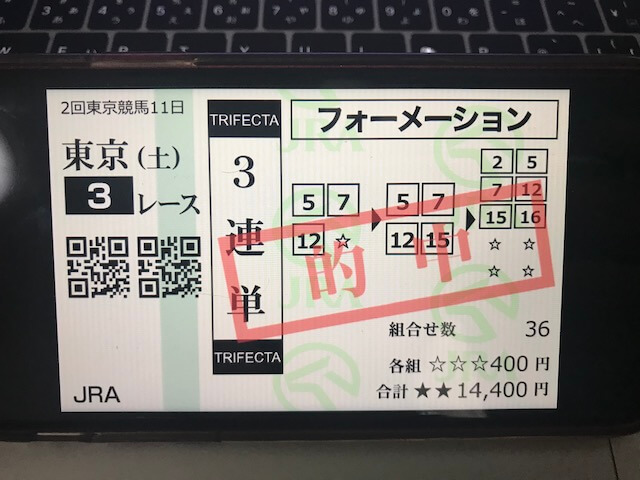 2回東京競馬11日
東京(土)
3レース
JRA
TRIFECTA
3連単
TRIFECTA
フォーメーション
5 7
12 ☆
5 7
12 15
2 5
7 12
15 16
☆ ☆
☆ ☆
的中
組合せ数 36
各組 ☆☆☆400円
合計 ★★14,400円
JRA
JRA